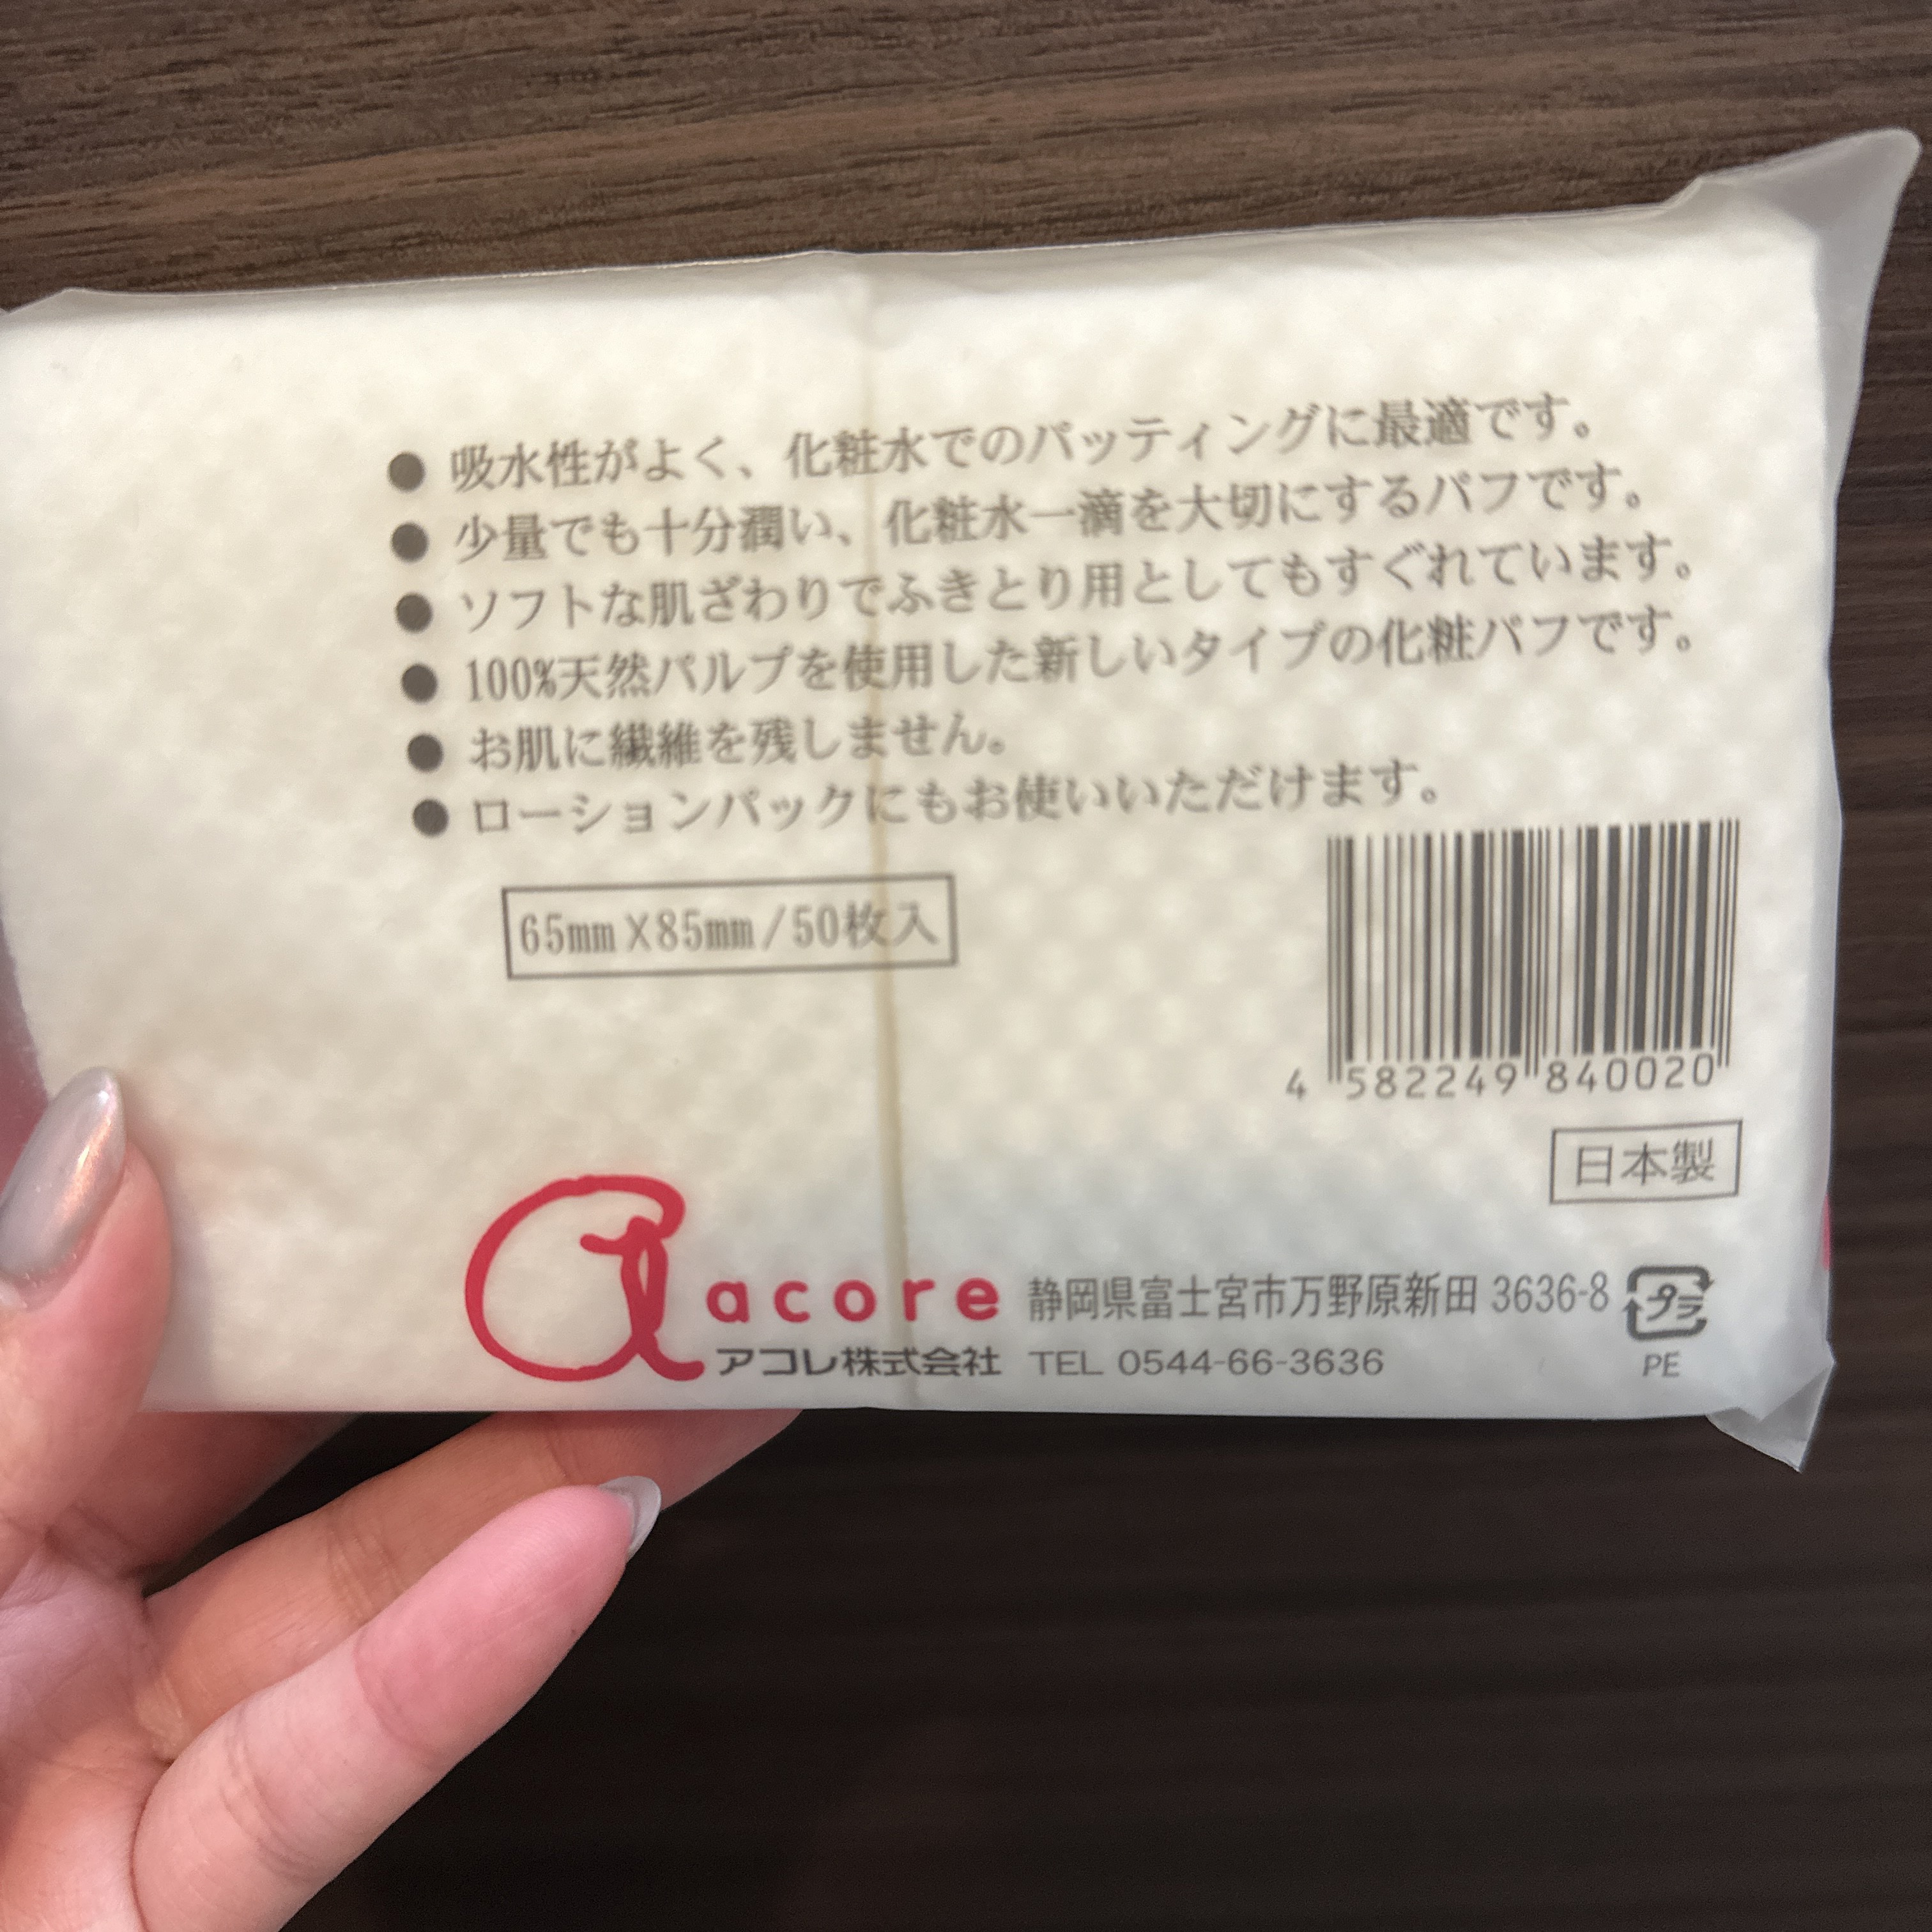 ● 吸水性がよく、化粧水でのパッティングに最適です。
● 少量でも十分潤い、化粧水一滴を大切にするパフです。
● ソフトな肌ざわりでふきとり用としてもすぐれています。
● 100%天然パルプを使用した新しいタイプの化粧パフです。
● お肌に繊維を残しません。
● ローションパックにもお使いいただけます。
65mm X 85mm/50枚入
4 582249 840020
日本製
a acore 静岡県富士宮市万野原新田 3636-8 プラ
アコレ株式会社 TEL 0544-66-3636 PE